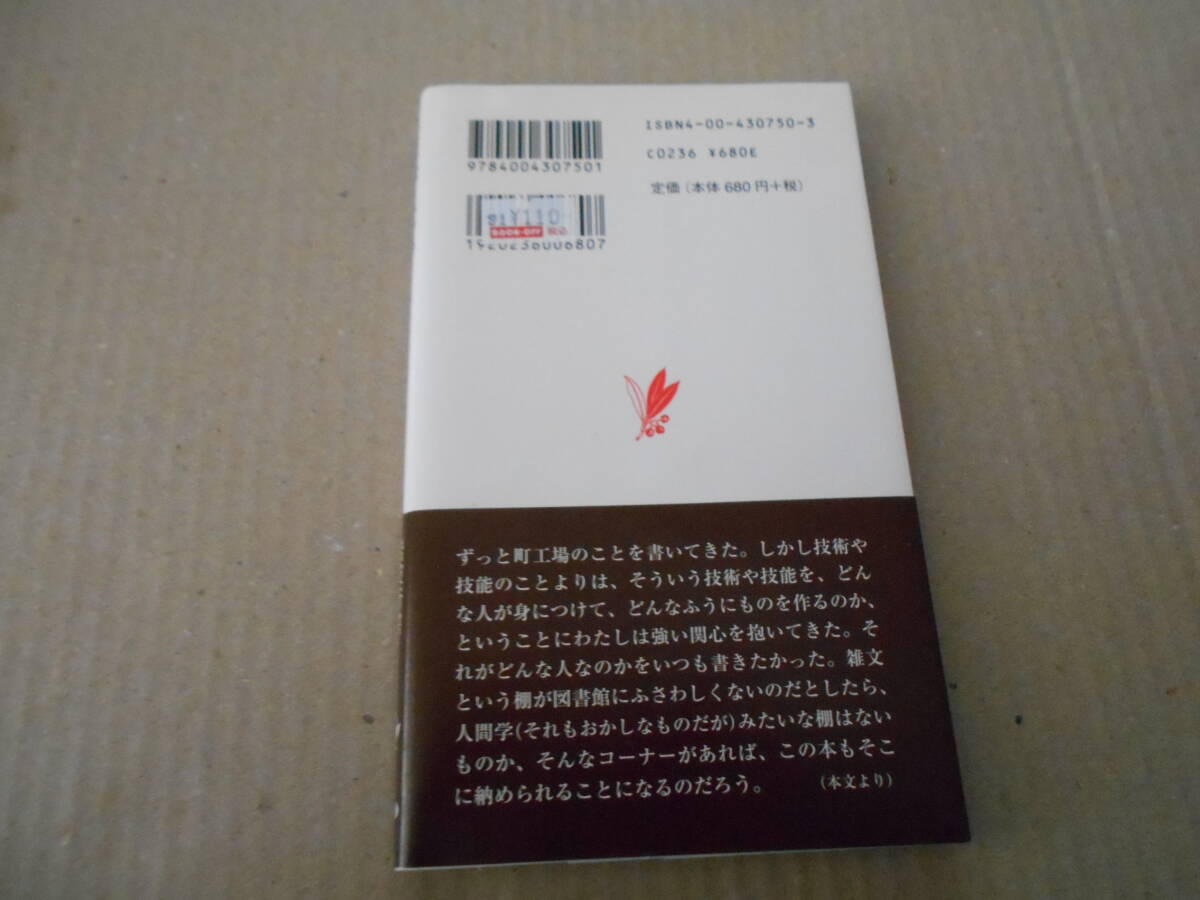 ISBN4-00-430750-3
C0236 ¥680E
定価(本体680円+税)
9784004307501
¥110
BOOK-OFF 税込
1920236006807
ずっと町工場のことを書いてきた。しかし技術や
技能のことよりは、そういう技術や技能を、どん
な人が身につけて、どんなふうにものを作るのか、
ということにわたしは強い関心を抱いてきた。そ
れがどんな人なのかをいつも書きたかった。雑文
という棚が図書館にふさわしくないのだとしたら、
人間学(それもおかしなものだが)みたいな棚はない
ものか、そんなコーナーがあれば、この本もそこ
に納められることになるのだろう。 (本文より)